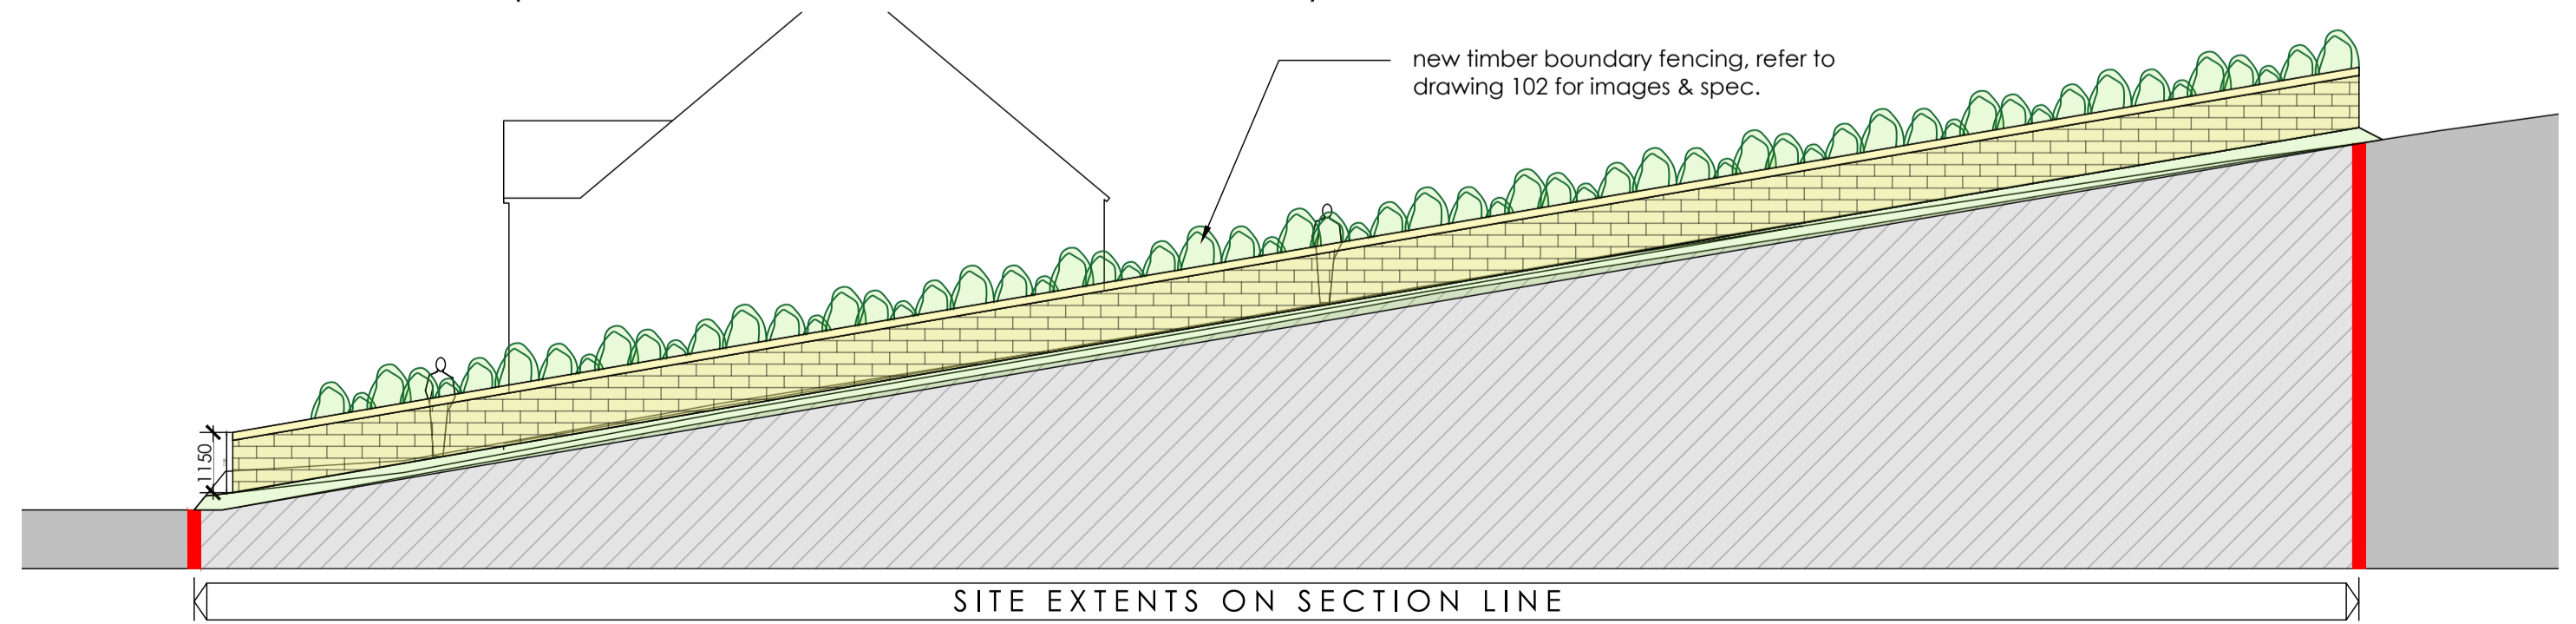 new timber boundary fencing, refer to
drawing 102 for images & spec.
1150
SITE EXTENTS ON SECTION LINE